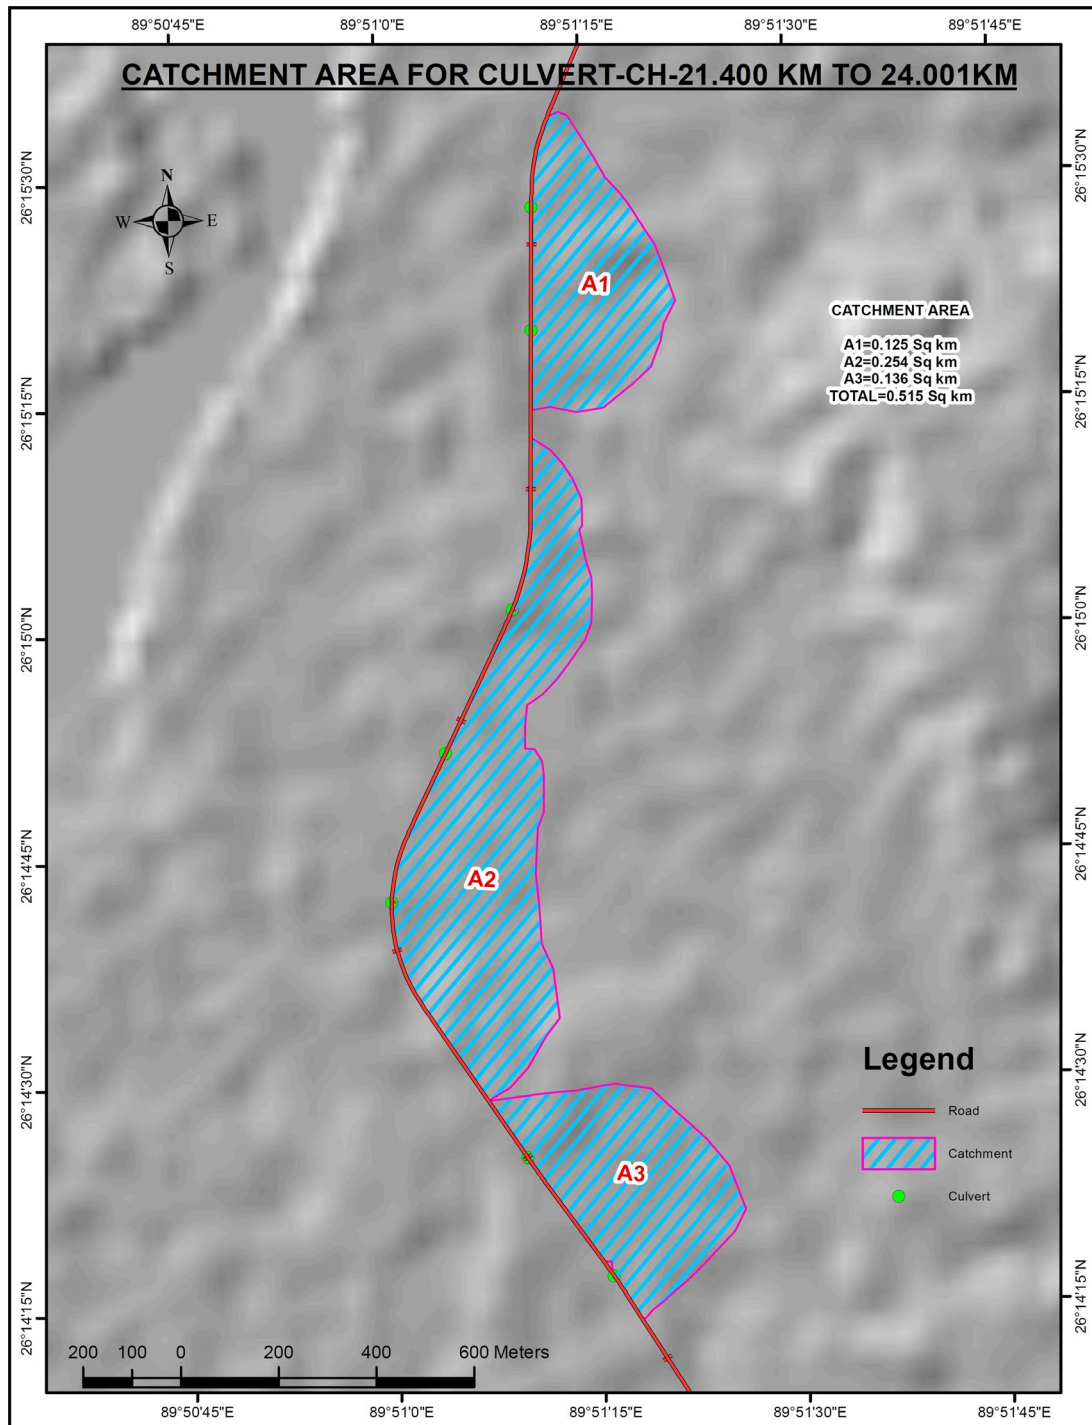 89°50'45"E
89°51'0"E
89°51'15"E
89°51'30"E
89°51'45"E
CATCHMENT AREA FOR CULVERT-CH-21.400 KM TO 24.001KM
26°15'30"N
26°15'30"N
N
W
E
S
A1
CATCHMENT AREA
A1=0.125 Sq km
A2=0.254 Sq km
A3=0.136 Sq km
TOTAL=0.515 Sq km
26°15'15"N
26°15'15"N
26°15'0"N
26°15'0"N
26°14'45"N
26°14'45"N
A2
26°14'30"N
26°14'30"N
Legend
Road
Catchment
Culvert
A3
26°14'15"N
26°14'15"N
200 100 0 200 400 600 Meters
89°50'45"E
89°51'0"E
89°51'15"E
89°51'30"E
89°51'45"E